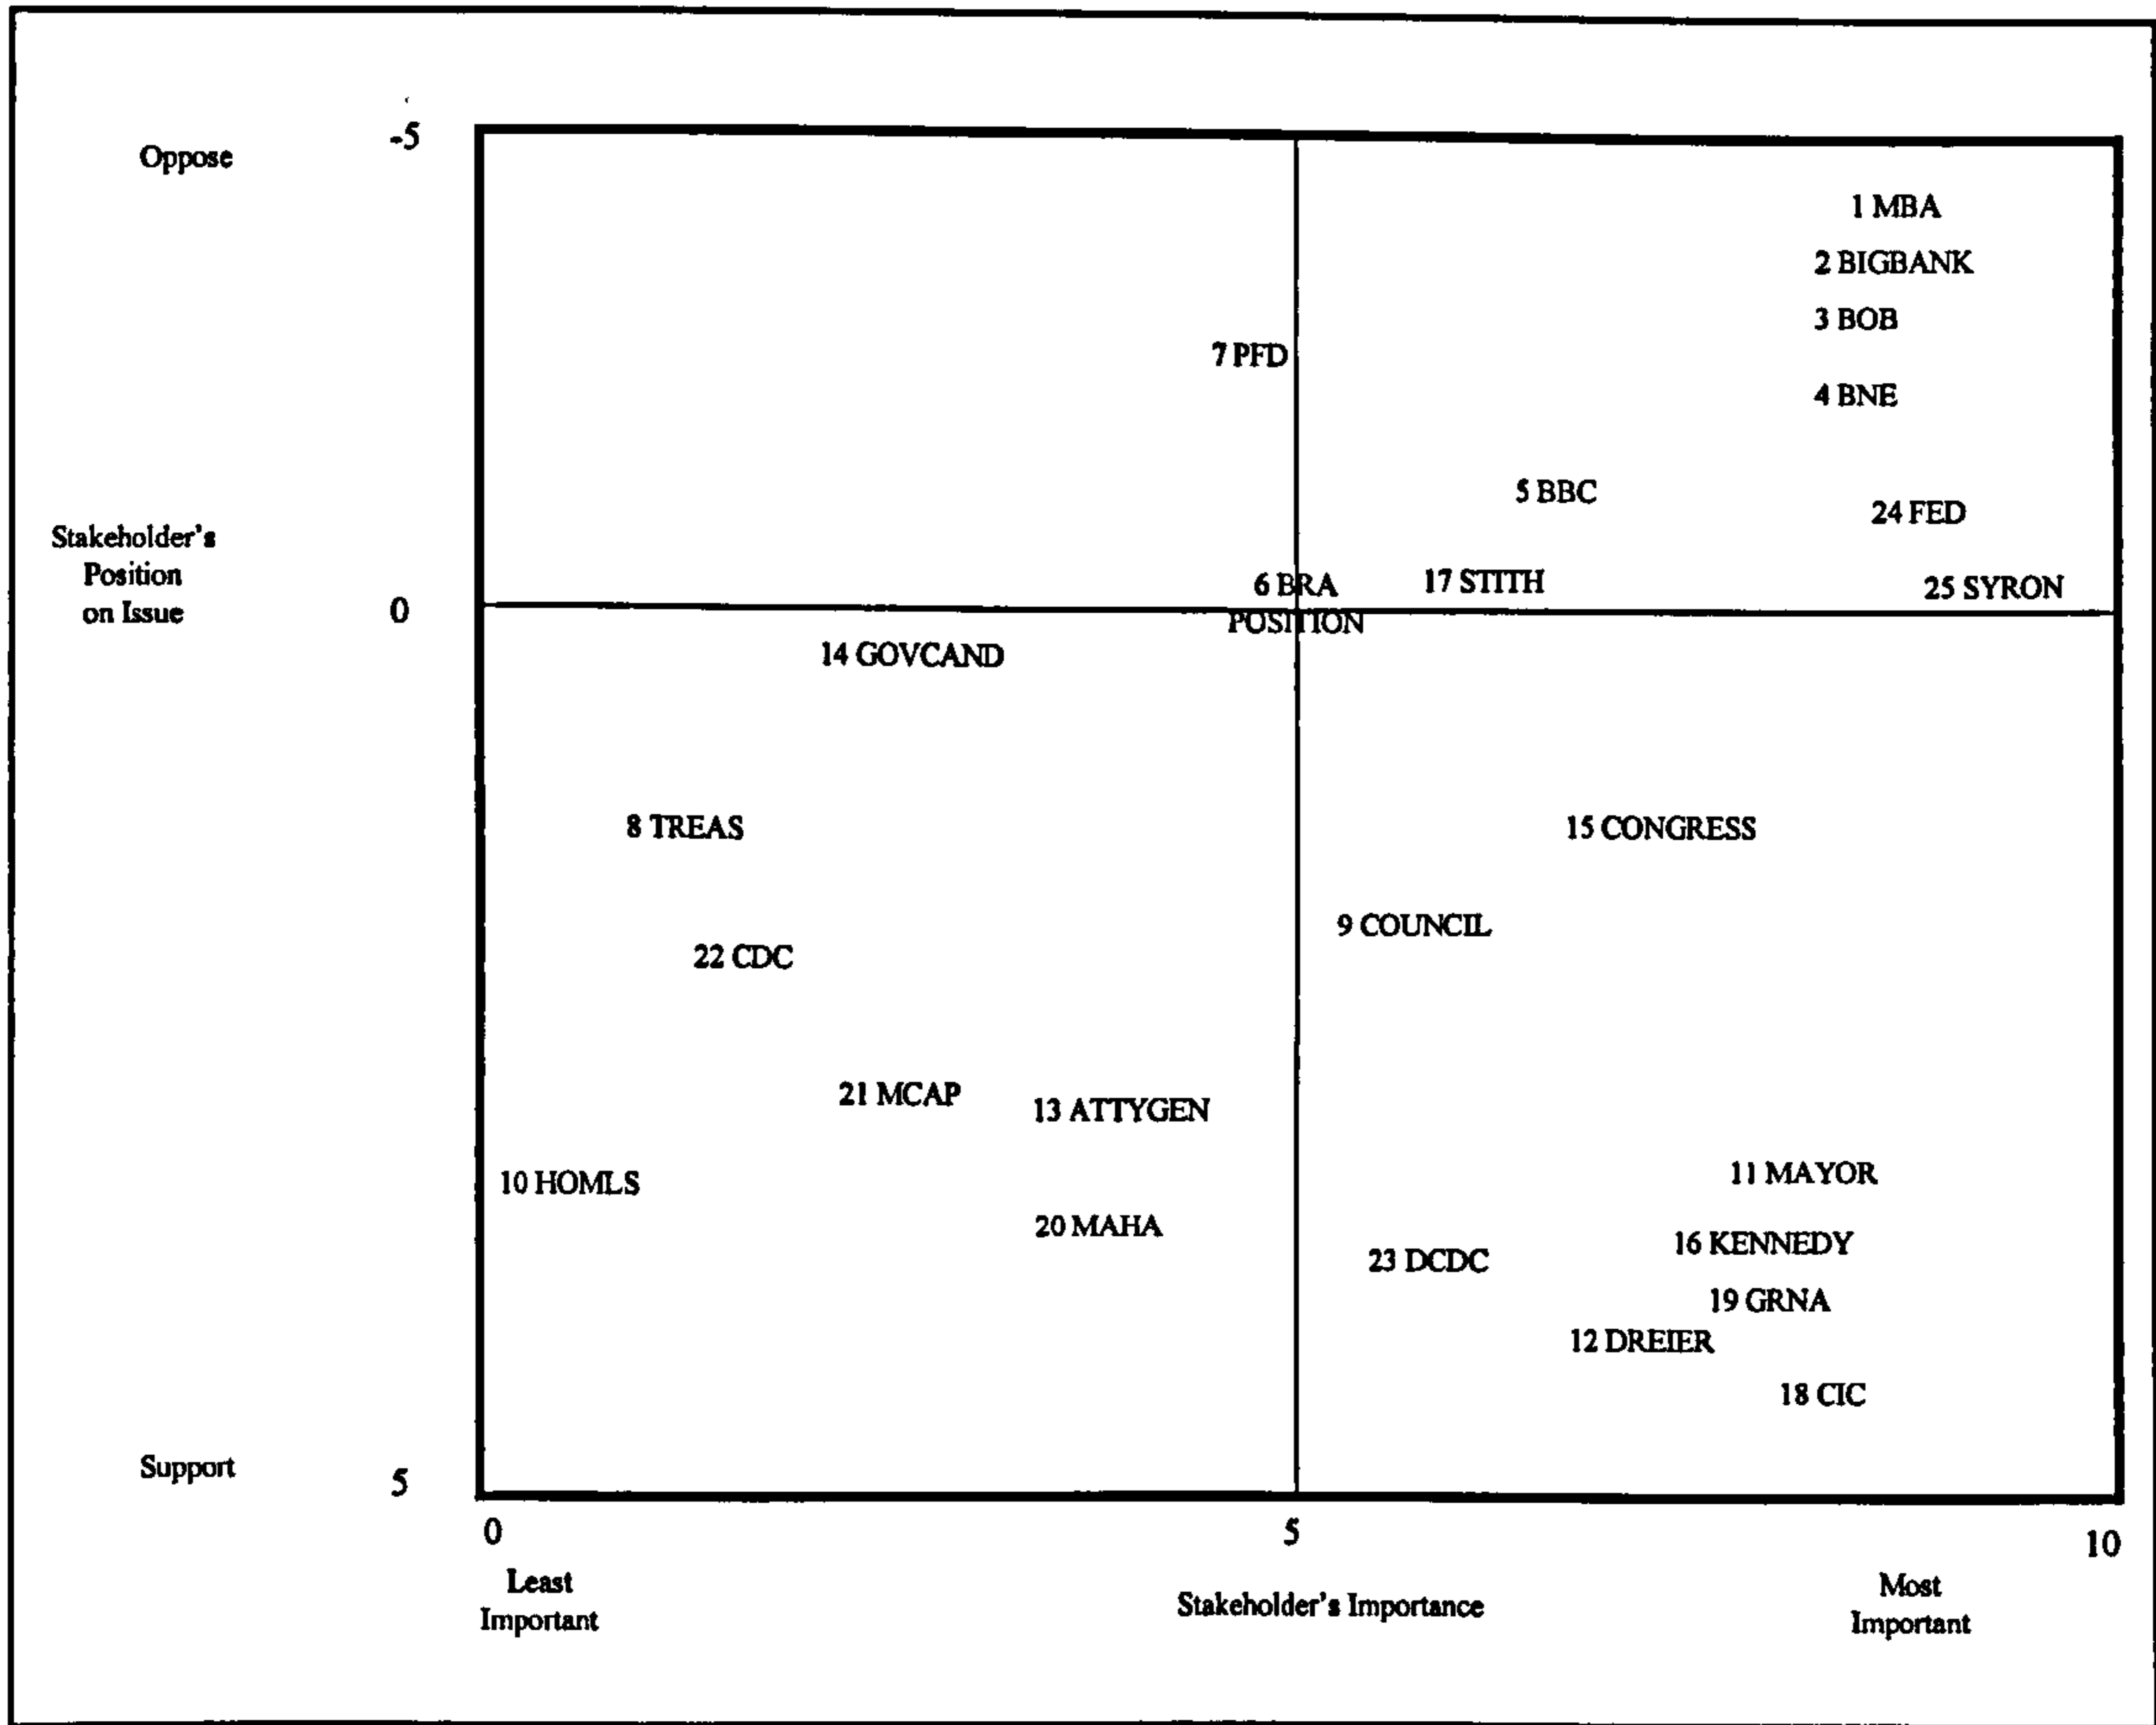 -5
Oppose
1 MBA
2 BIGBANK
3 BOB
7 PFD
4 BNE
5 BBC
24 FED
Stakeholder's
Position
on Issue
0
6 BRA
POSITION
17 STITH
25 SYRON
14 GOVCAND
8 TREAS
15 CONGRESS
9 COUNCIL
22 CDC
21 MCAP
13 ATTYGEN
10 HOMLS
11 MAYOR
20 MAHA
16 KENNEDY
23 DCDC
19 GRNA
12 DREIER
18 CIC
Support
5
0
5
10
Least
Important
Stakeholder's Importance
Most
Important